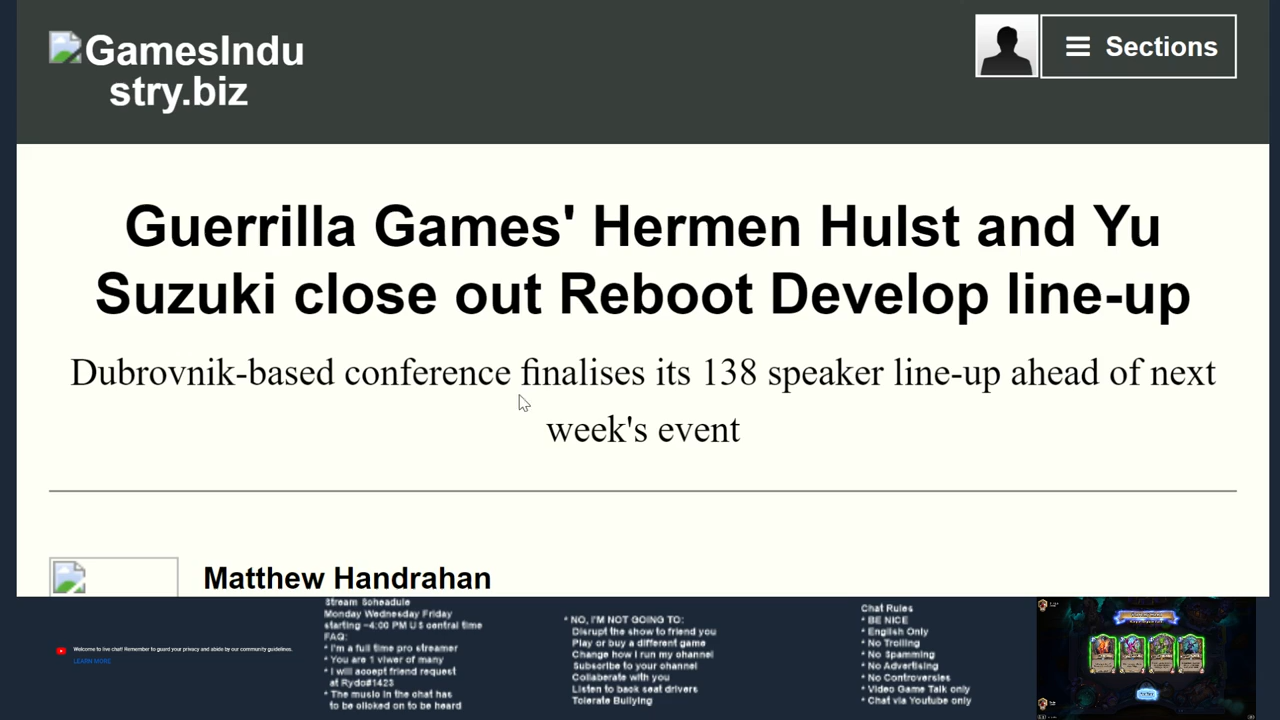 GamesIndu
stry.biz
Sections
Guerrilla Games' Hermen Hulst and Yu
Suzuki close out Reboot Develop line-up
Dubrovnik-based conference finalises its 138 speaker line-up ahead of next
week's event
Matthew Handrahan
Welcome to live chat! Remember to guard your privacy and abide by our community guidelines.
LEARN MORE
Stream Scheadule
Monday Wednesday Friday
starting ~4:00 PM US central time
FAQ:
* I'm a full time pro streamer
* You are 1 viwer of many
* I will accept friend request
at Rydo#1423
* The music in the chat has
to be clicked on to be heard
* NO, I'M NOT GOING TO:
Disrupt the show to friend you
Play or buy a different game
Change how I run my channel
Subscribe to your channel
Collaberate with you
Listen to back seat drivers
Tolerate Bullying
Chat Rules
* BE NICE
* English Only
* No Trolling
* No Spamming
* No Advertising
* No Controversies
* Video Game Talk only
* Chat via Youtube only